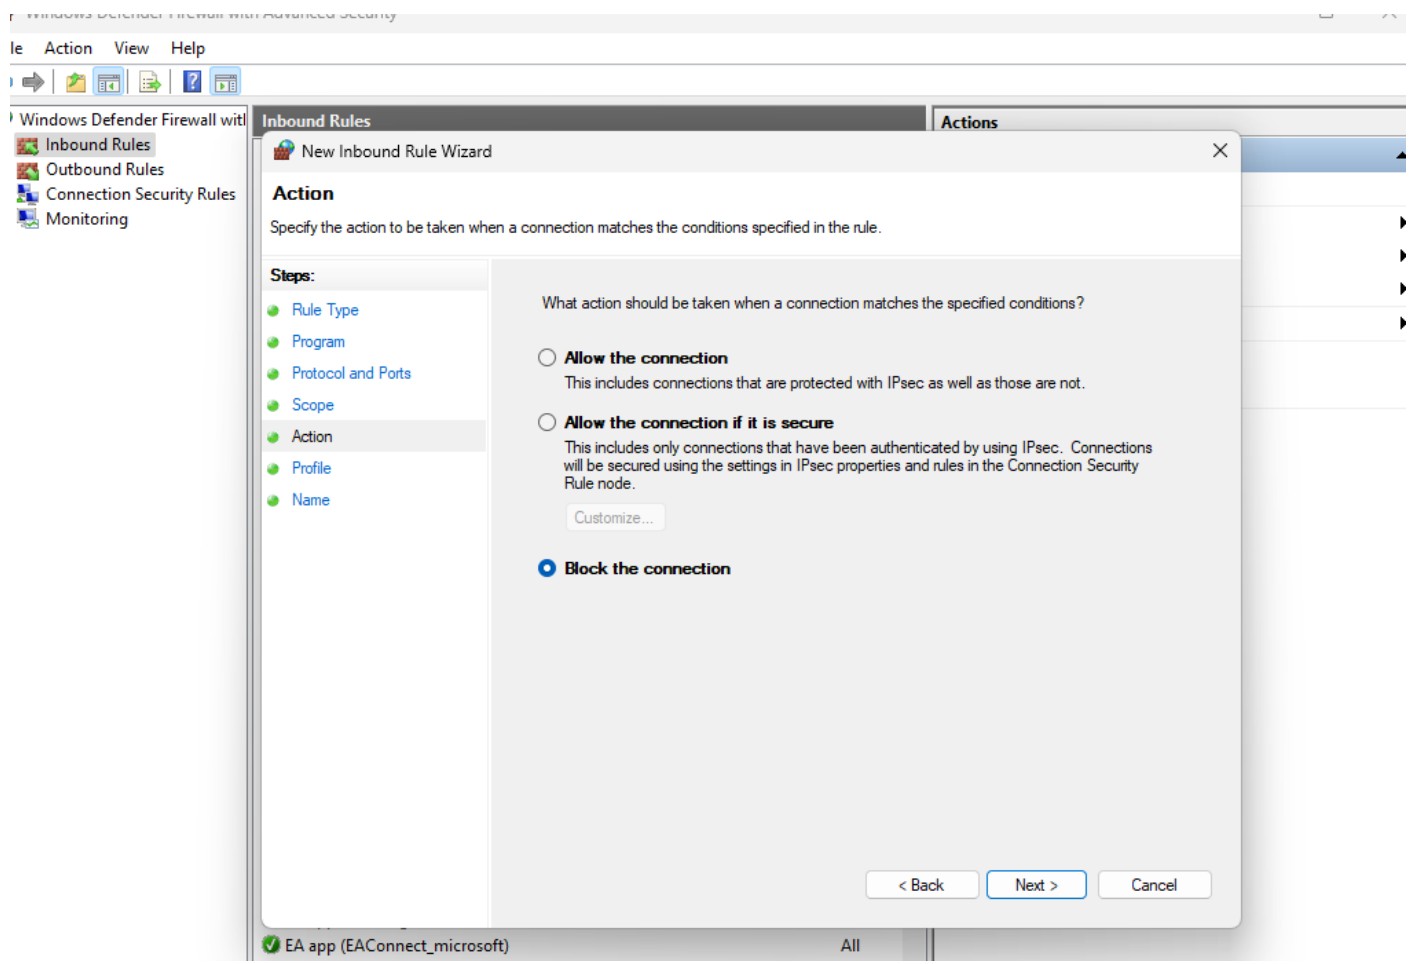 Windows Defender Firewall with Advanced Security
le Action View Help
Windows Defender Firewall witl
Inbound Rules
Outbound Rules
Connection Security Rules
Monitoring
Inbound Rules
Actions
New Inbound Rule Wizard
Action
Specify the action to be taken when a connection matches the conditions specified in the rule.
Steps:
Rule Type
Program
Protocol and Ports
Scope
Action
Profile
Name
What action should be taken when a connection matches the specified conditions?
Allow the connection
This includes connections that are protected with IPsec as well as those are not.
Allow the connection if it is secure
This includes only connections that have been authenticated by using IPsec. Connections
will be secured using the settings in IPsec properties and rules in the Connection Security
Rule node.
Customize...
Block the connection
< Back Next > Cancel
EA app (EAConnect_microsoft) All